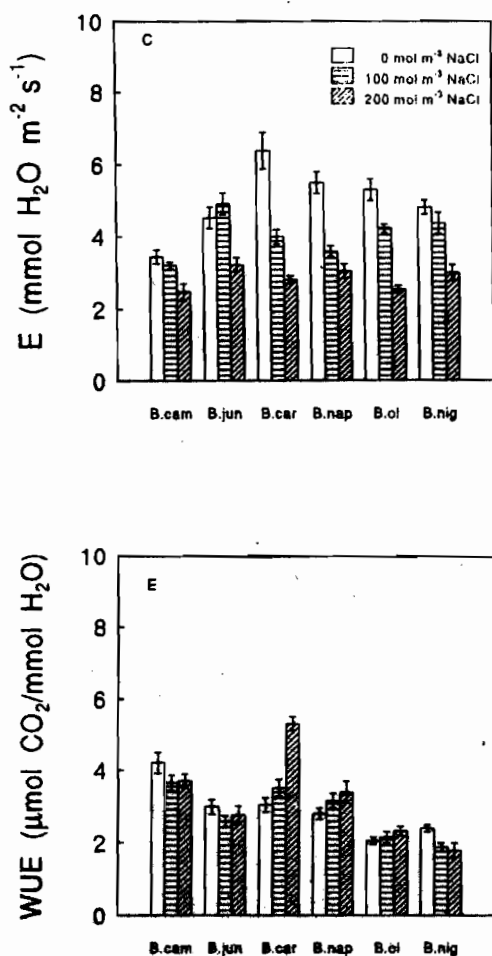 10
8
6
4
2
0
E (mmol H₂O m⁻² s⁻¹)
C
0 mol m⁻³ NaCl
100 mol m⁻³ NaCl
200 mol m⁻³ NaCl
B.cam B.jun B.car B.nap B.ol B.nig
10
8
6
4
2
0
WUE (μmol CO₂/mmol H₂O)
E
B.cam B.jun B.car B.nap B.ol B.nig